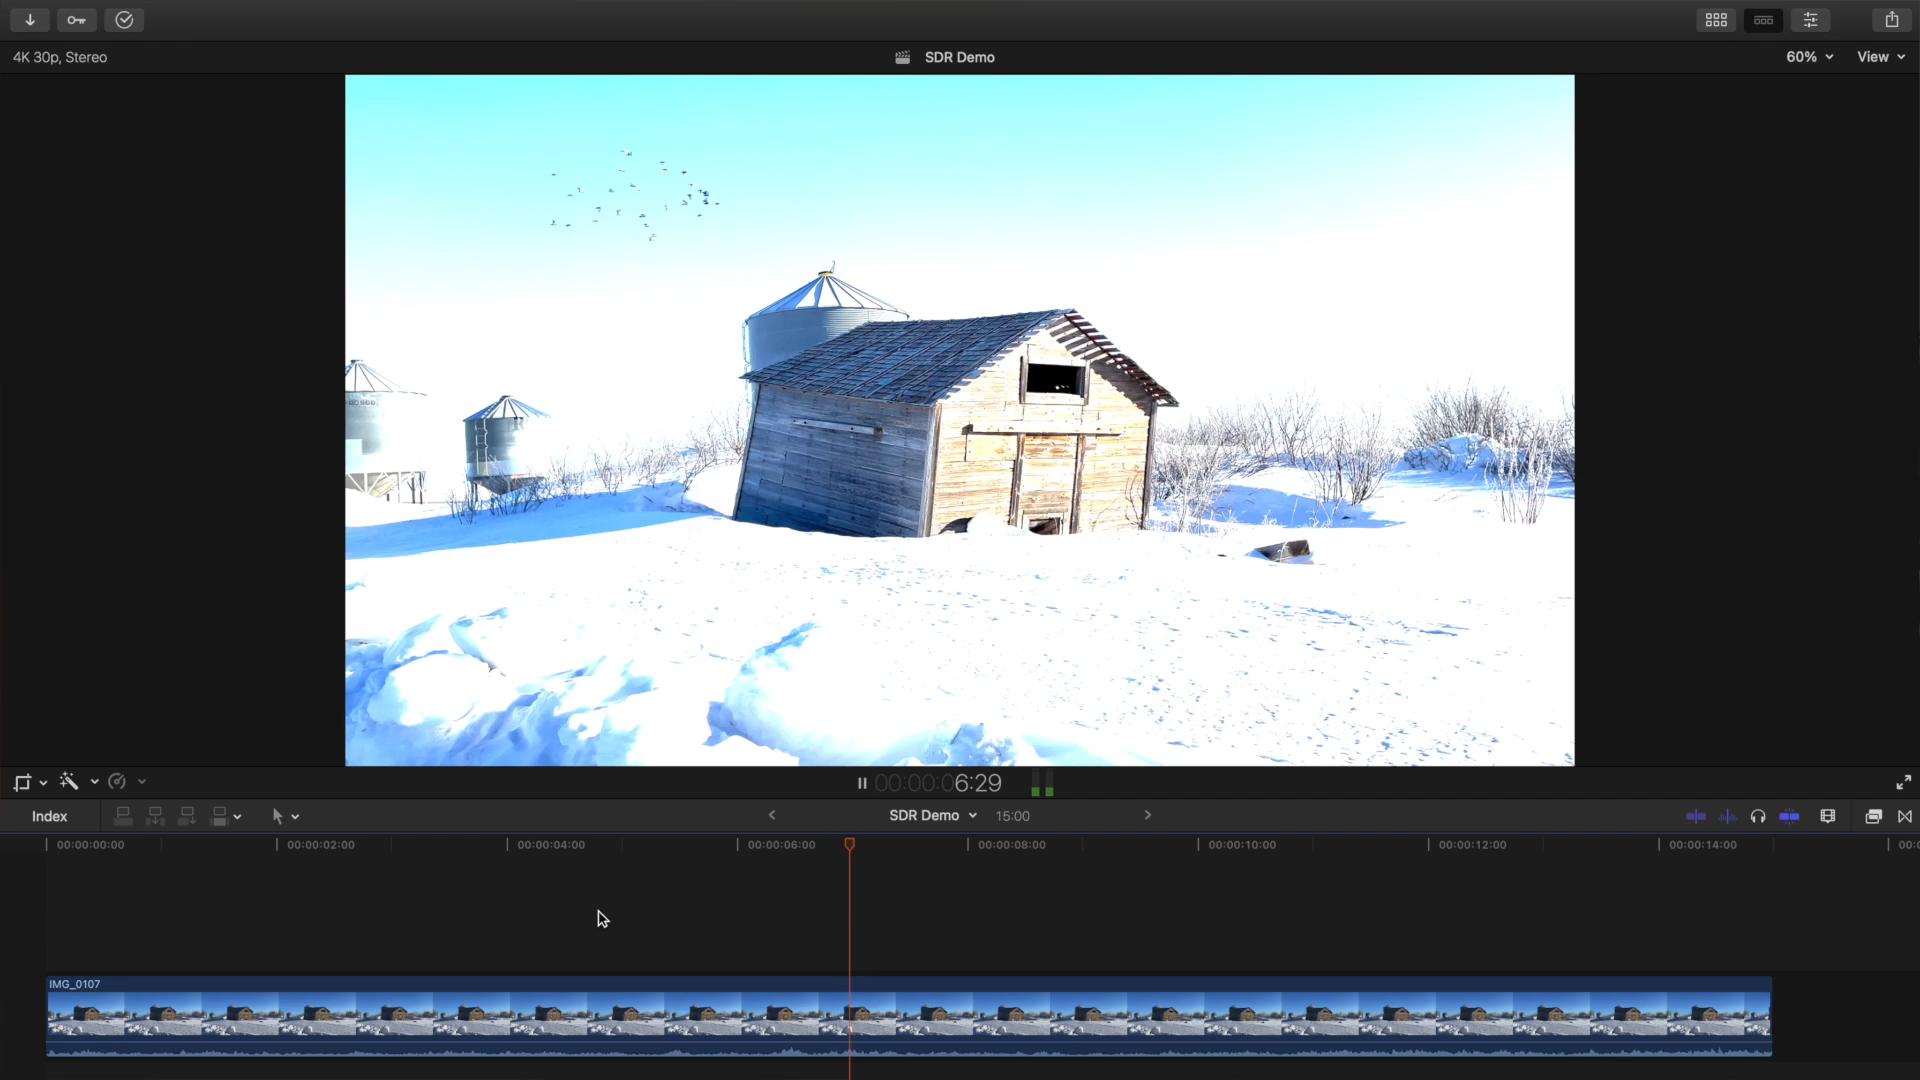 4K 30p, Stereo
SDR Demo
60%
View
00:00:06:29
Index
SDR Demo
15:00
00:00:00:00
00:00:02:00
00:00:04:00
00:00:06:00
00:00:08:00
00:00:10:00
00:00:12:00
00:00:14:00
IMG_0107